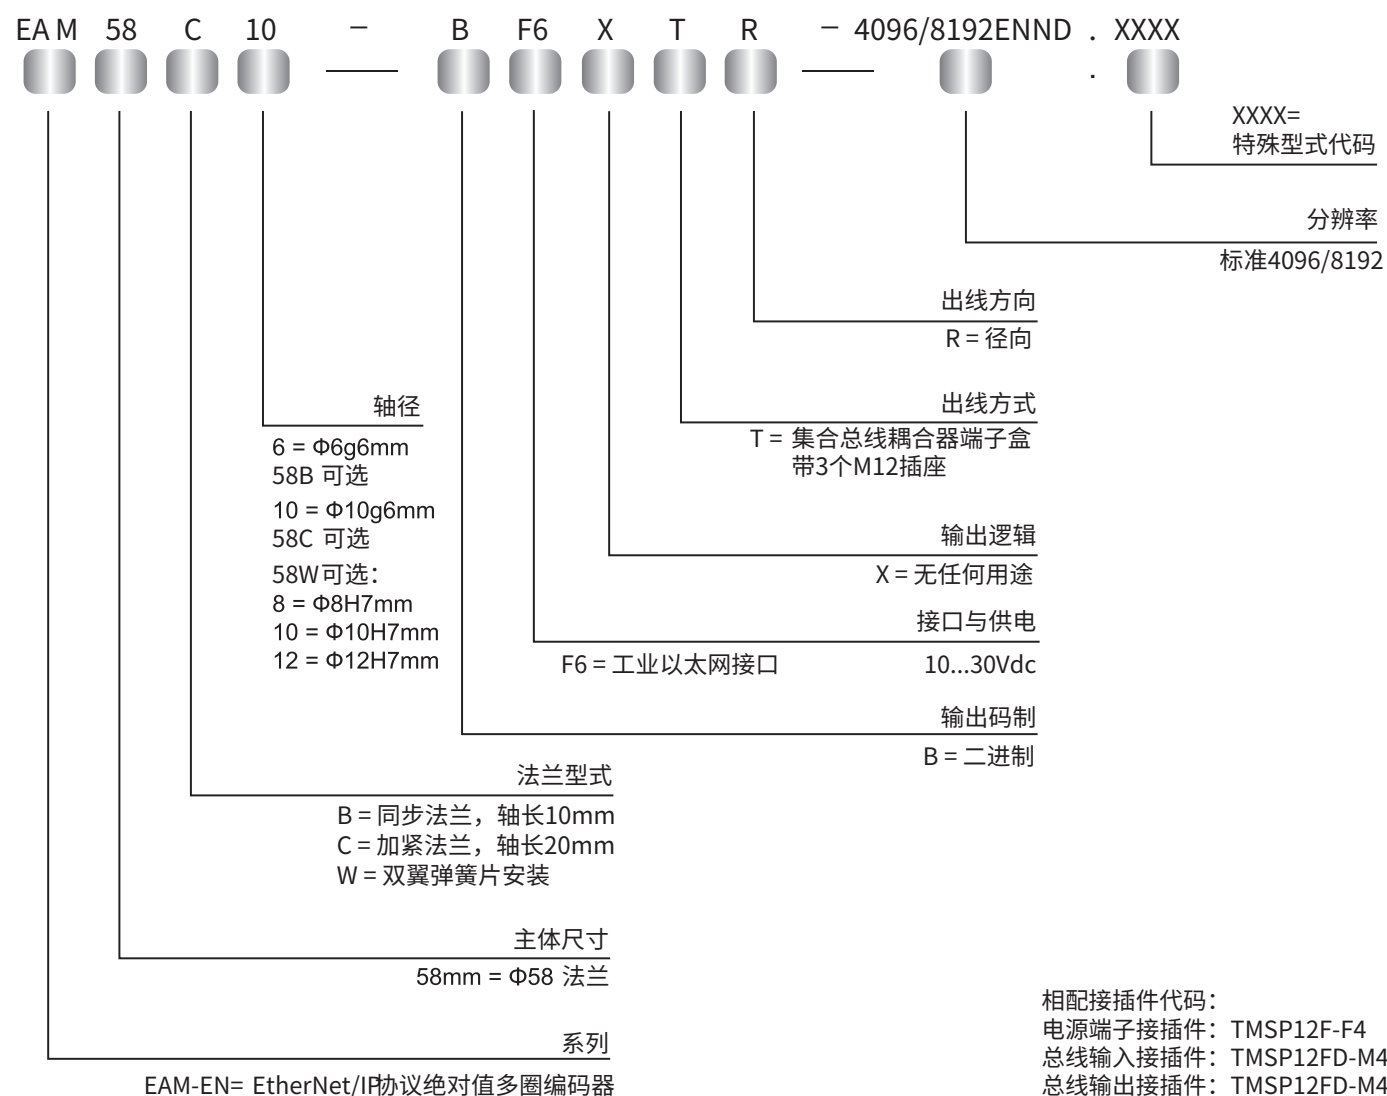 EAM 58 C 10 – B F6 X T R – 4096/8192ENND . XXXX
.
XXXX=
特殊型式代码
分辨率
标准4096/8192
出线方向
R = 径向
出线方式
T = 集合总线耦合器端子盒
带3个M12插座
输出逻辑
X = 无任何用途
接口与供电
F6 = 工业以太网接口 10...30Vdc
输出码制
B = 二进制
轴径
6 = Φ6g6mm
58B 可选
10 = Φ10g6mm
58C 可选
58W可选：
8 = Φ8H7mm
10 = Φ10H7mm
12 = Φ12H7mm
法兰型式
B = 同步法兰，轴长10mm
C = 加紧法兰，轴长20mm
W = 双翼弹簧片安装
主体尺寸
58mm = Φ58 法兰
系列
EAM-EN= EtherNet/IP协议绝对值多圈编码器
相配接插件代码：
电源端子接插件：TMSP12F-F4
总线输入接插件：TMSP12FD-M4
总线输出接插件：TMSP12FD-M4